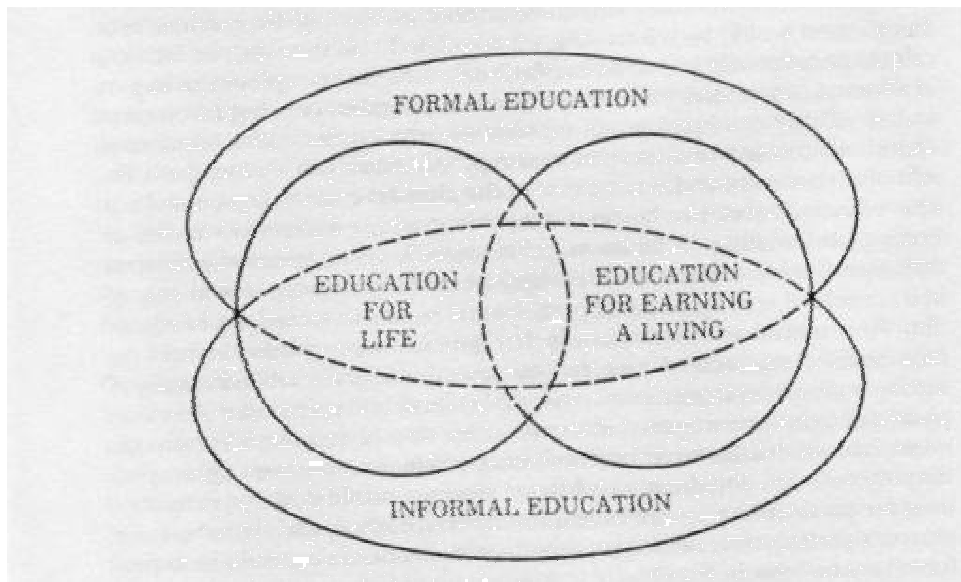 FORMAL EDUCATION
EDUCATION
FOR
LIFE
EDUCATION
FOR EARNING
A LIVING
INFORMAL EDUCATION